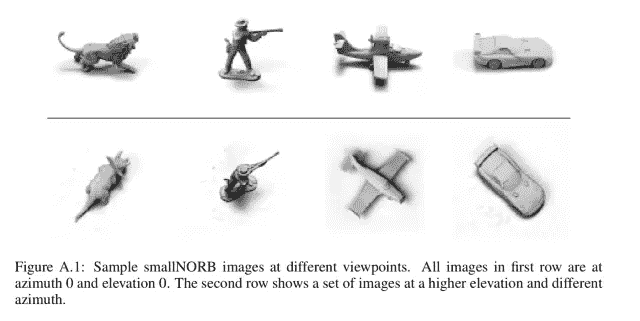 Figure A.1: Sample smallNORB images at different viewpoints. All images in first row are at
azimuth 0 and elevation 0. The second row shows a set of images at a higher elevation and different
azimuth.